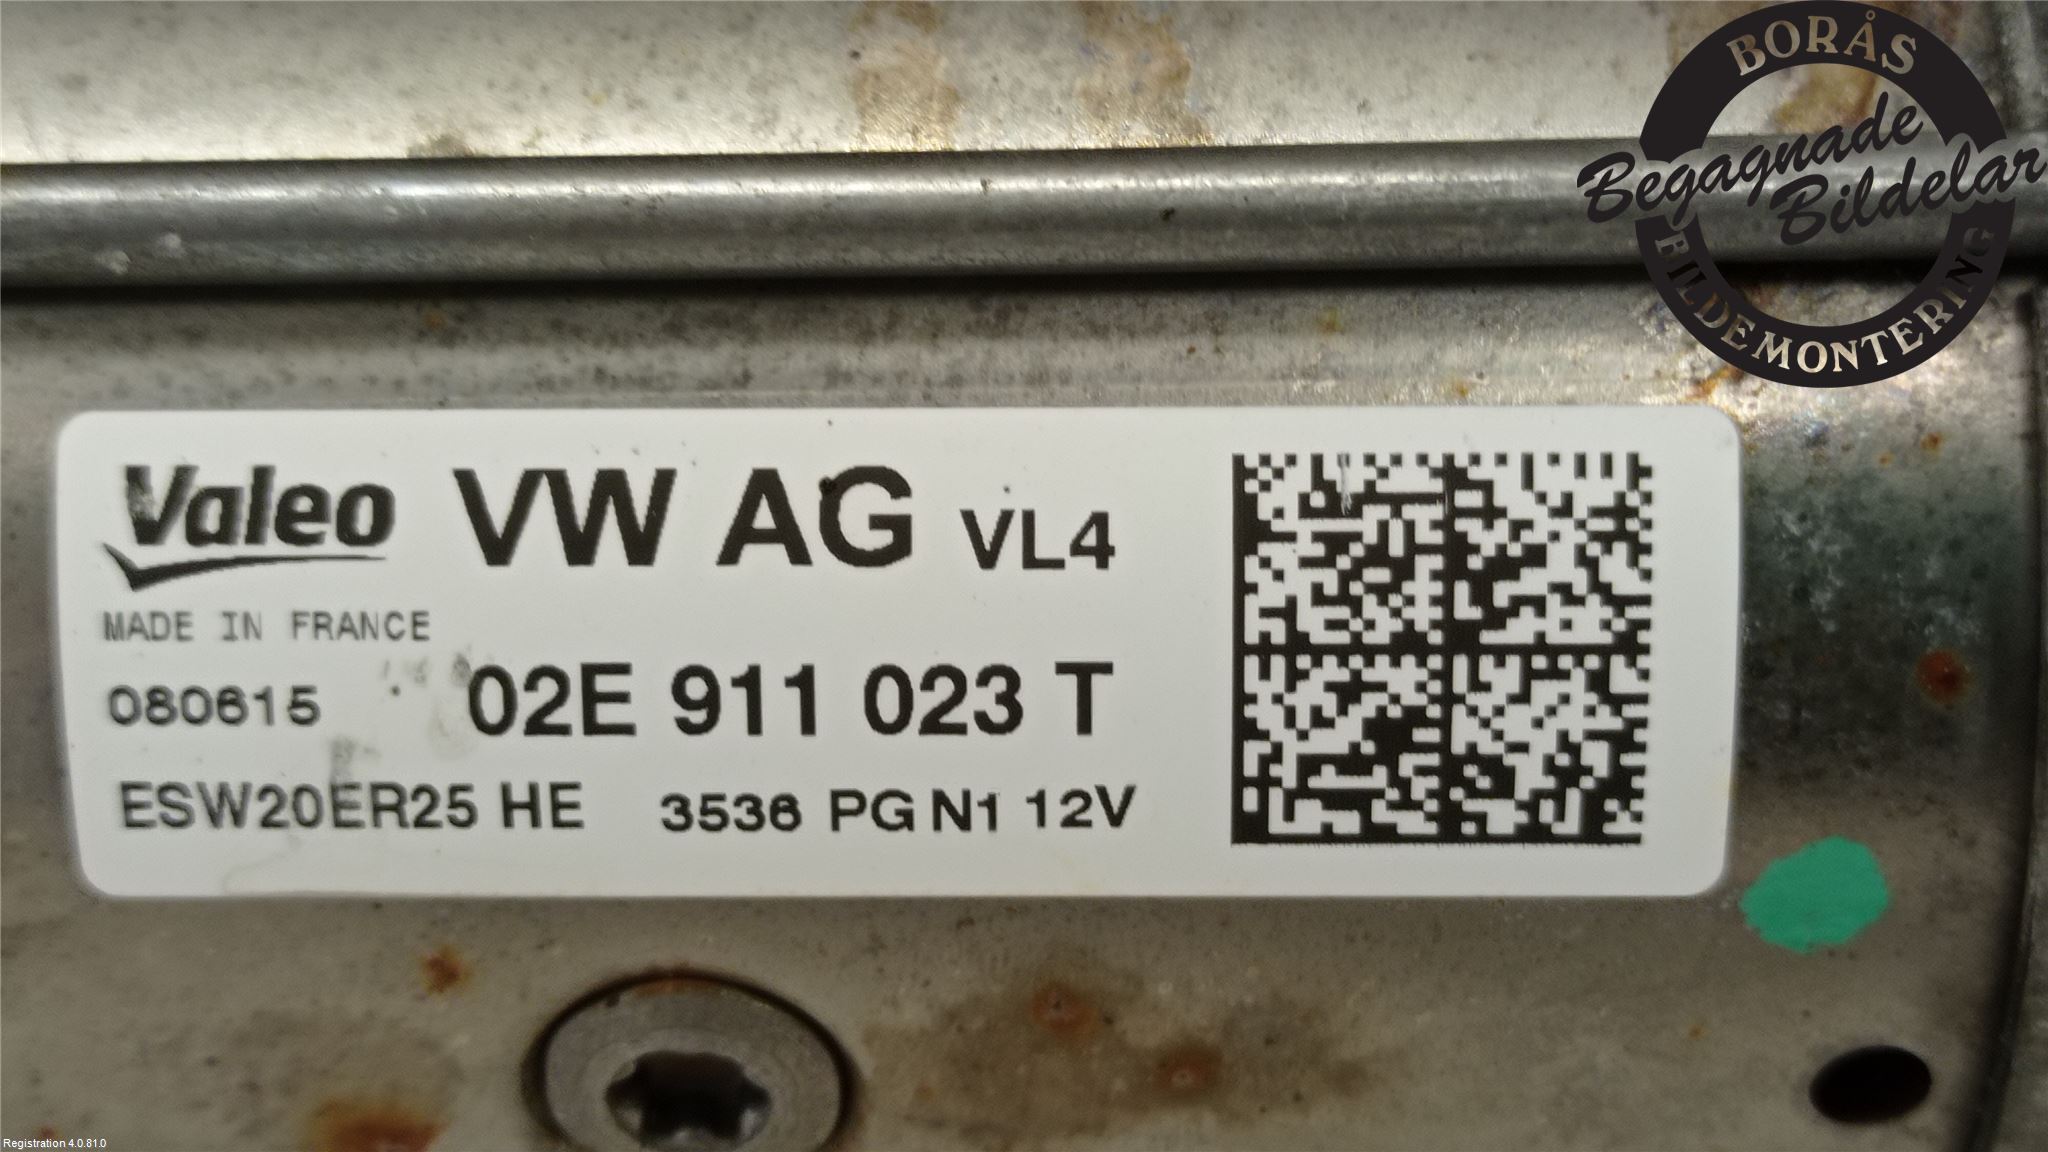 BORÅS
Begagnade
Bildelar
BILDEMONTERING
Valeo VW AG VL4
MADE IN FRANCE
080615 02E 911 023 T
ESW20ER25 HE 3536 PG N1 12V
Registration 4.0.81.0